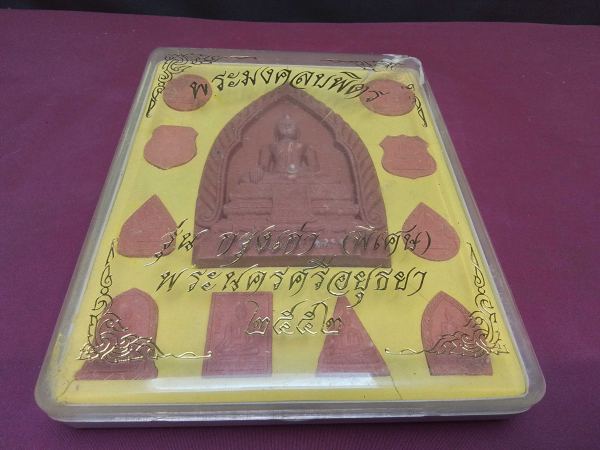 พระมงคลบพิตร
รุ่น กรุงเก่า (พิเศษ)
พระนครศรีอยุธยา
๒๕๕๒